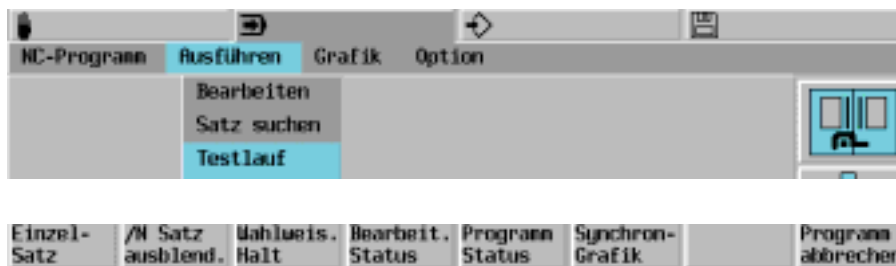 NC-Programm Ausführen Grafik Option
Bearbeiten
Satz suchen
Testlauf
Einzel- /N Satz Wahlweis. Bearbeit. Programm Synchron- Programm
Satz ausblend. Halt Status Status Grafik abbrechen